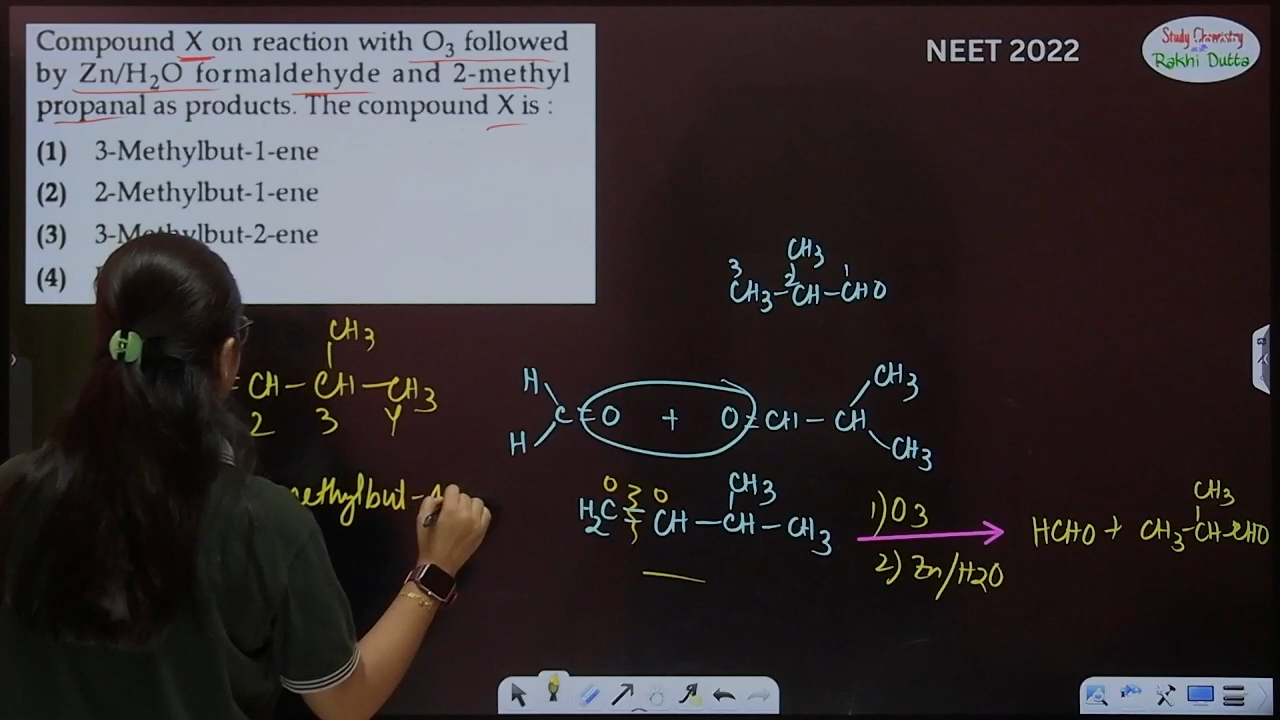 Compound X on reaction with O3 followed
by Zn/H2O formaldehyde and 2-methyl
propanal as products. The compound X is :
(1) 3-Methylbut-1-ene
(2) 2-Methylbut-1-ene
(3) 3-Methylbut-2-ene
(4)
NEET 2022
Study Chemistry
with
Rakhi Dutta
CH3
3 2 1
CH3-CH-CHO
CH3
CH-CH-CH3
2 3 4
methylbut-
H CH3
C=O + O=CH-CH
H CH3
O O CH3
H2C=CH-CH-CH3
1) O3
2) Zn/H2O
CH3
HCHO + CH3-CH-CHO